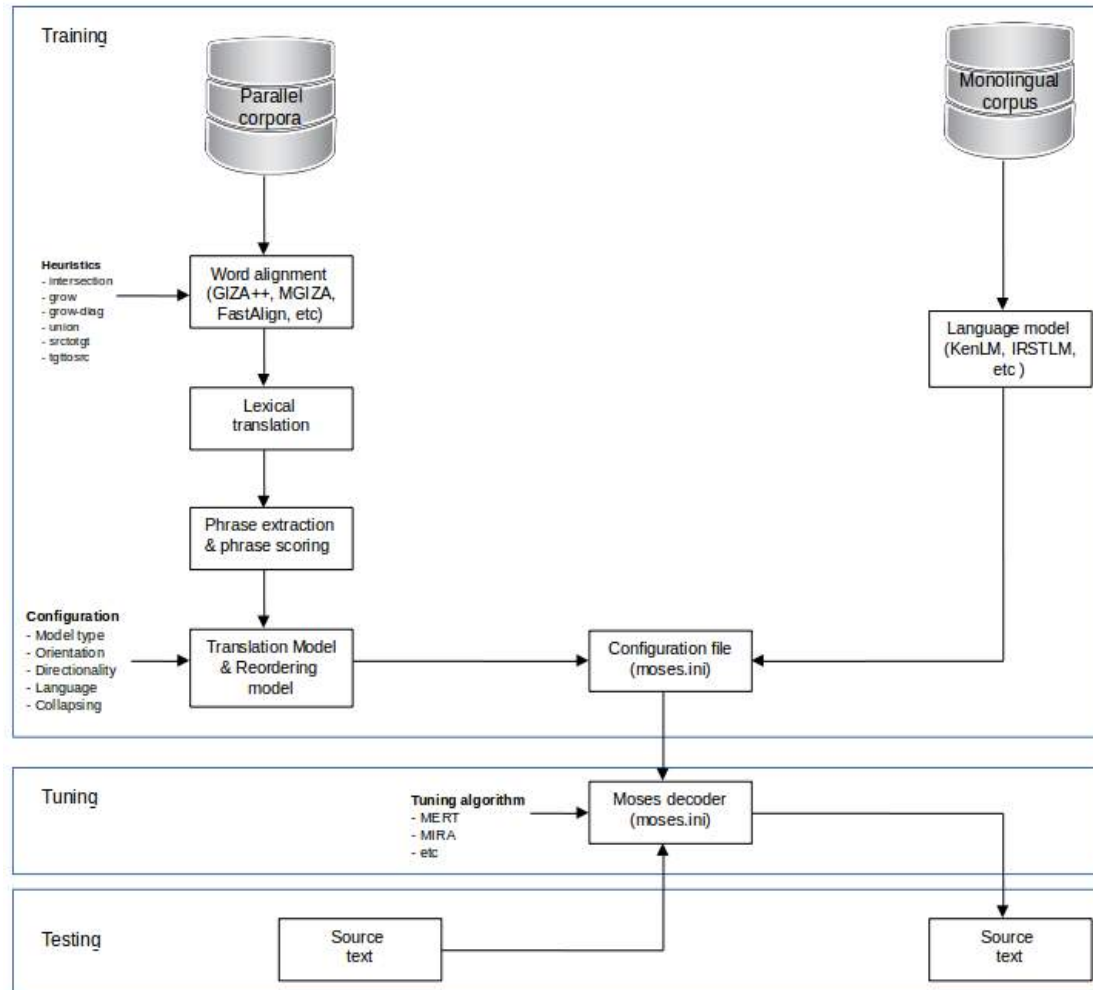 Training
Parallel
corpora
Monolingual
corpus
Heuristics
- intersection
- grow
- grow-diag
- union
- srctotgt
- tgttosrc
Word alignment
(GIZA++, MGIZA,
FastAlign, etc)
Language model
(KenLM, IRSTLM,
etc )
Lexical
translation
Phrase extraction
& phrase scoring
Configuration
- Model type
- Orientation
- Directionality
- Language
- Collapsing
Translation Model
& Reordering
model
Configuration file
(moses.ini)
Tuning
Tuning algorithm
- MERT
- MIRA
- etc
Moses decoder
(moses.ini)
Testing
Source
text
Source
text